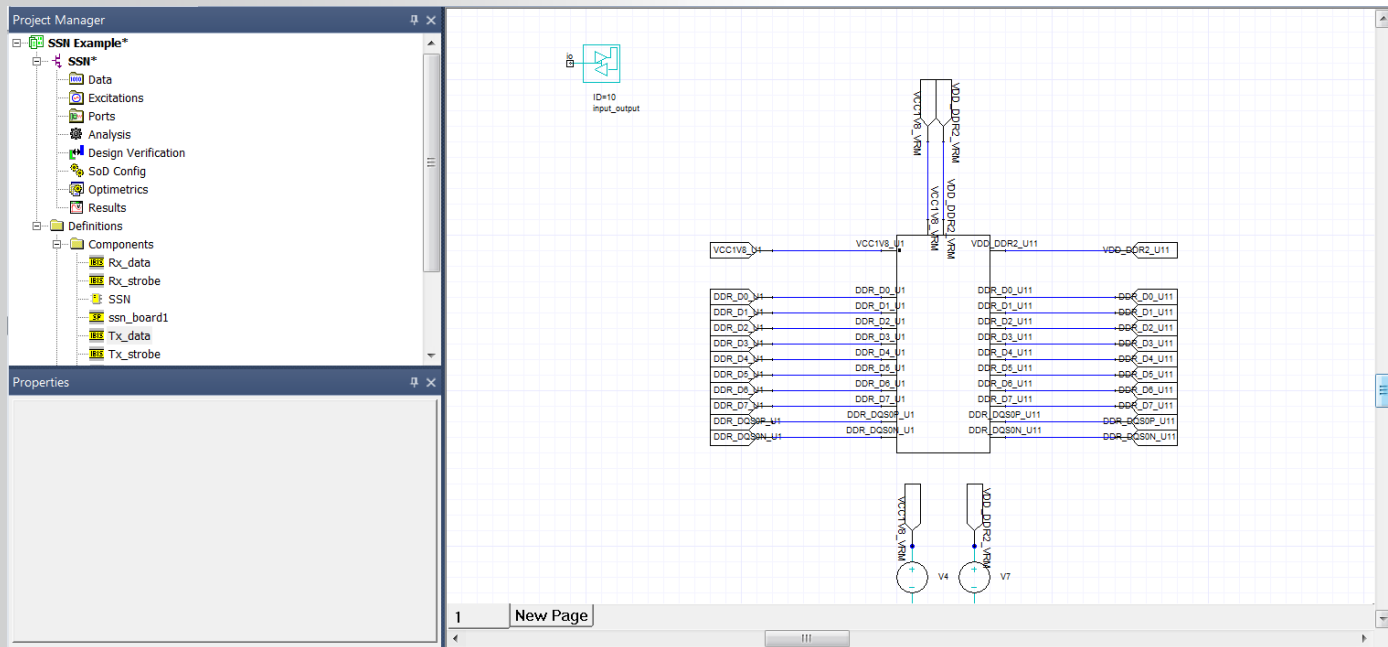 Project Manager
SSN Example*
SSN*
Data
Excitations
Ports
Analysis
Design Verification
SoD Config
Optimetrics
Results
Definitions
Components
Rx_data
Rx_strobe
SSN
ssn_board1
Tx_data
Tx_strobe
Properties
io
ID=10
input_output
VCC1V8_VRM
VDD_DDR2_VRM
VCC1V8_VRM
VDD_DDR2_VRM
VCC1V8_U1 VCC1V8_U1 VDD_DDR2_U11 VDD_DDR2_U11
DDR_D0_U1 DDR_D0_U1 DDR_D0_U11 DDR_D0_U11
DDR_D1_U1 DDR_D1_U1 DDR_D1_U11 DDR_D1_U11
DDR_D2_U1 DDR_D2_U1 DDR_D2_U11 DDR_D2_U11
DDR_D3_U1 DDR_D3_U1 DDR_D3_U11 DDR_D3_U11
DDR_D4_U1 DDR_D4_U1 DDR_D4_U11 DDR_D4_U11
DDR_D5_U1 DDR_D5_U1 DDR_D5_U11 DDR_D5_U11
DDR_D6_U1 DDR_D6_U1 DDR_D6_U11 DDR_D6_U11
DDR_D7_U1 DDR_D7_U1 DDR_D7_U11 DDR_D7_U11
DDR_DQS0P_U1 DDR_DQS0P_U1 DDR_DQS0P_U11 DDR_DQS0P_U11
DDR_DQS0N_U1 DDR_DQS0N_U1 DDR_DQS0N_U11 DDR_DQS0N_U11
VCC1V8_VRM
VDD_DDR2_VRM
V4 V7
1 New Page